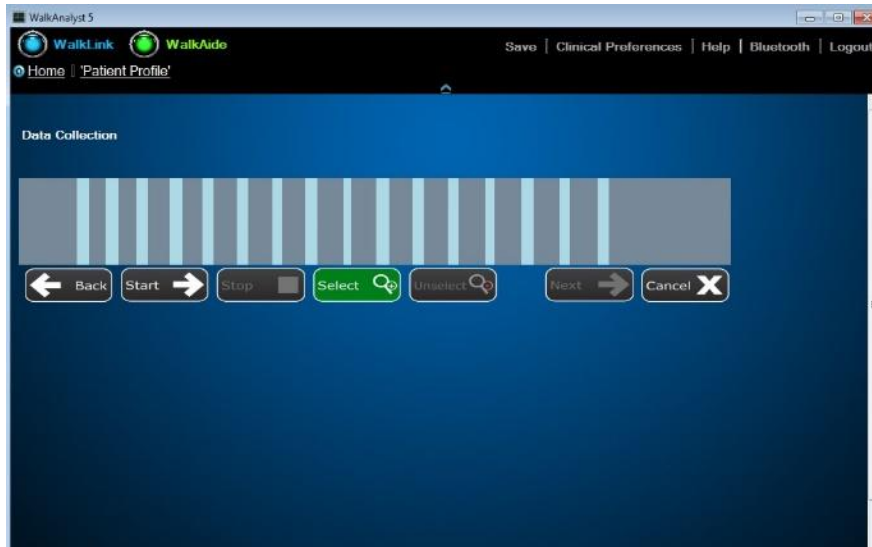 WalkAnalyst 5
WalkLink WalkAide Save | Clinical Preferences | Help | Bluetooth | Logout
Home 'Patient Profile'
Data Collection
Back Start Stop Select Unselect Next Cancel